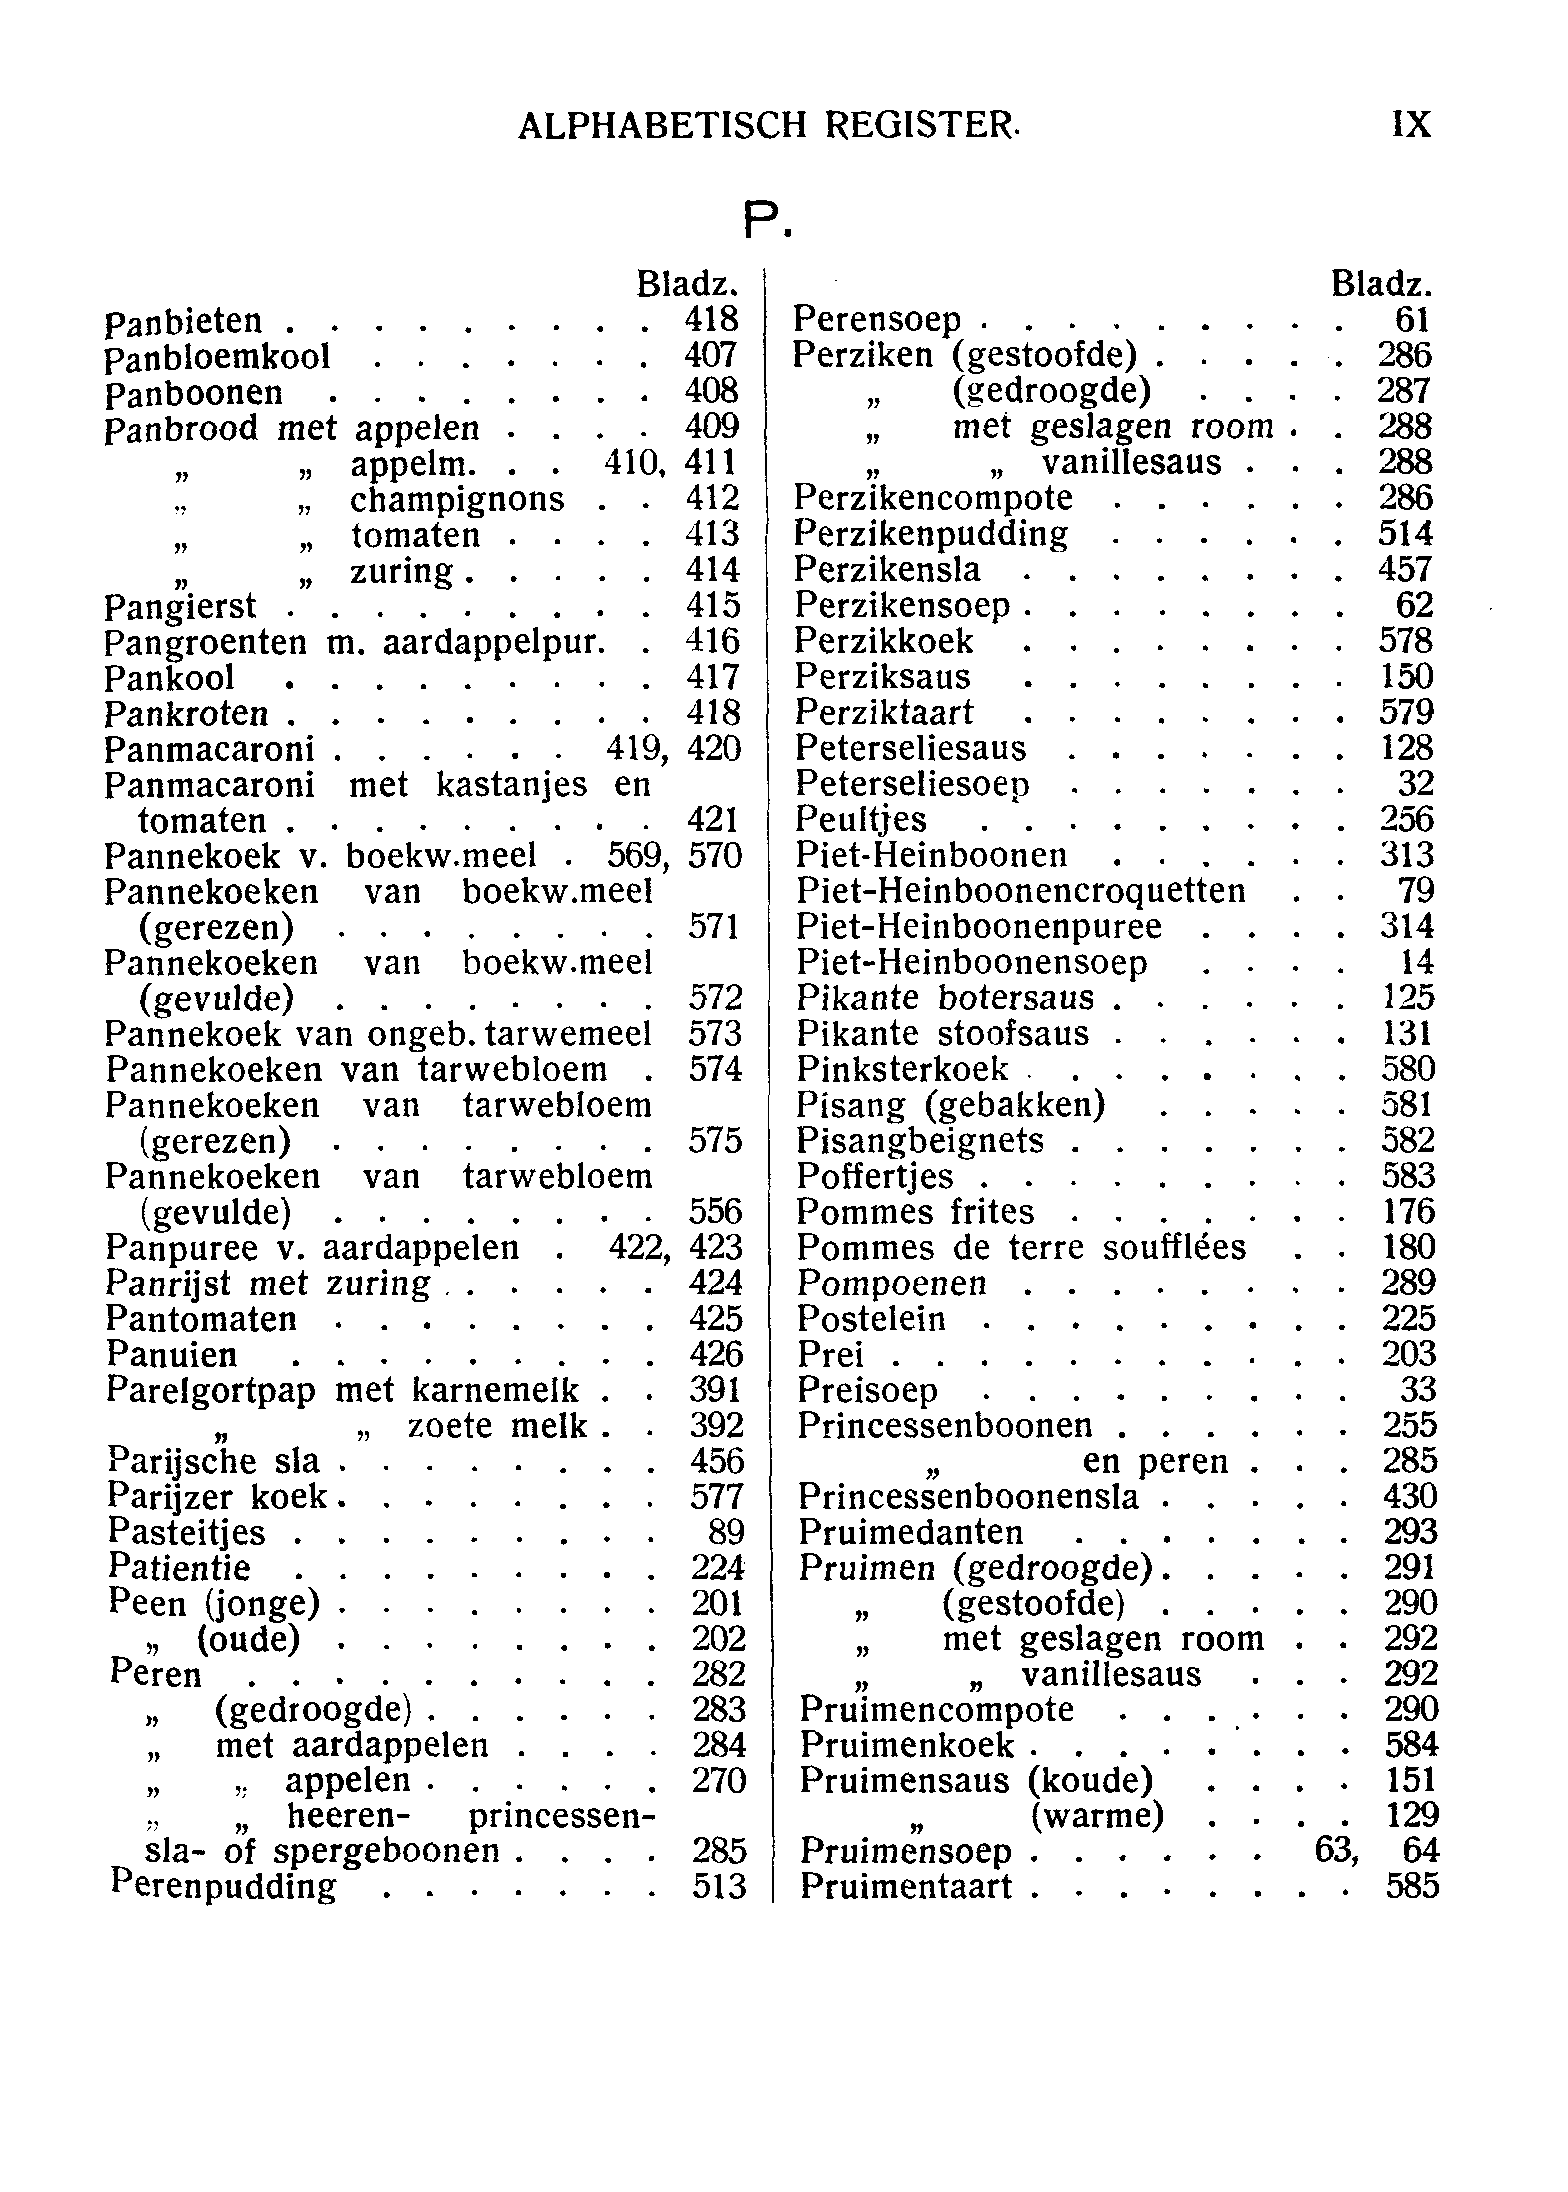 ALPHABETISCH REGISTER. IX
P.
Bladz.
Panbieten . . . . . . . . . 418
Panbloemkool . . . . . . . 407
Panboonen . . . . . . . . 408
Panbrood met appelen . . . . 409
„ „ appelm. . . 410, 411
„ „ champignons . . 412
„ „ tomaten . . . . 413
„ „ zuring . . . . . 414
Pangierst . . . . . . . . . 415
Pangroenten m. aardappelpur. . 416
Pankool . . . . . . . . . 417
Pankroten . . . . . . . . . 418
Panmacaroni . . . . . . 419, 420
Panmacaroni met kastanjes en
tomaten . . . . . . . . . 421
Pannekoek v. boekw.meel . 569, 570
Pannekoeken van boekw.meel
(gerezen) . . . . . . . . 571
Pannekoeken van boekw.meel
(gevulde) . . . . . . . . 572
Pannekoek van ongeb. tarwemeel 573
Pannekoeken van tarwebloem . 574
Pannekoeken van tarwebloem
(gerezen) . . . . . . . . 575
Pannekoeken van tarwebloem
(gevulde) . . . . . . . . 556
Panpuree v. aardappelen . 422, 423
Panrijst met zuring . . . . . . 424
Pantomaten . . . . . . . . 425
Panuien . . . . . . . . . 426
Parelgortpap met karnemelk . . 391
„ „ zoete melk . . 392
Parijsche sla . . . . . . . . 456
Parijzer koek . . . . . . . . 577
Pasteitjes . . . . . . . . . 89
Patientie . . . . . . . . . 224
Peen (jonge) . . . . . . . . 201
„ (oude) . . . . . . . . 202
Peren . . . . . . . . . . 282
„ (gedroogde) . . . . . . 283
„ met aardappelen . . . . 284
„ „ appelen . . . . . . 270
„ „ heeren- princessen-
sla- of spergeboonen . . . . 285
Perenpudding . . . . . . . 513
Bladz.
Perensoep . . . . . . . . . 61
Perziken (gestoofde) . . . . . 286
„ (gedroogde) . . . . 287
„ met geslagen room . . 288
„ „ vanillesaus . . . 288
Perzikencompote . . . . . . 286
Perzikenpudding . . . . . . 514
Perzikensla . . . . . . . . 457
Perzikensoep . . . . . . . . 62
Perzikkoek . . . . . . . . 578
Perziksaus . . . . . . . . 150
Perziktaart . . . . . . . . 579
Peterseliesaus . . . . . . . 128
Peterseliesoep . . . . . . . 32
Peultjes . . . . . . . . . 256
Piet-Heinboonen . . . . . . 313
Piet-Heinboonencroquetten . . 79
Piet-Heinboonenpuree . . . . 314
Piet-Heinboonensoep . . . . 14
Pikante botersaus . . . . . . 125
Pikante stoofsaus . . . . . . 131
Pinksterkoek . . . . . . . . 580
Pisang (gebakken) . . . . . 581
Pisangbeignets . . . . . . . 582
Poffertjes . . . . . . . . . 583
Pommes frites . . . . . . . 176
Pommes de terre soufflées . . 180
Pompoenen . . . . . . . . 289
Postelein . . . . . . . . . 225
Prei . . . . . . . . . . . 203
Preisoep . . . . . . . . . 33
Princessenboonen . . . . . . 255
„ en peren . . . 285
Princessenboonensla . . . . . 430
Pruimedanten . . . . . . . 293
Pruimen (gedroogde) . . . . . 291
„ (gestoofde) . . . . . 290
„ met geslagen room . . 292
„ „ vanillesaus . . . 292
Pruimencompote . . . . . . 290
Pruimenkoek . . . . . . . . 584
Pruimensaus (koude) . . . . 151
„ (warme) . . . . 129
Pruimensoep . . . . . . 63, 64
Pruimentaart . . . . . . . . 585